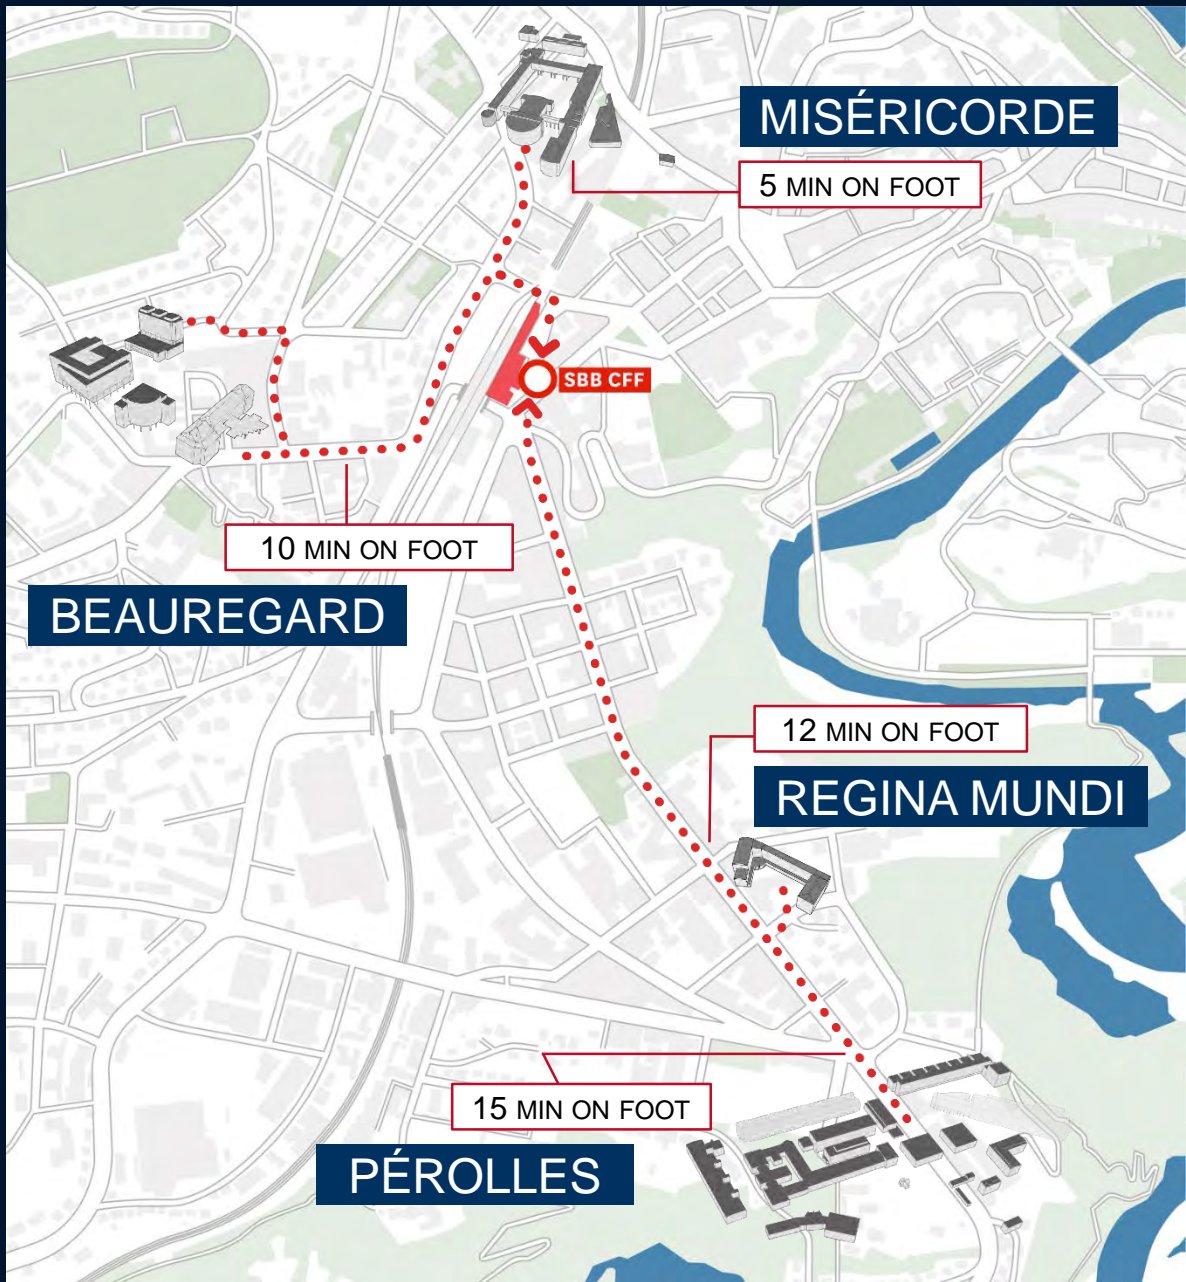 MISÉRICORDE
5 MIN ON FOOT
SBB CFF
10 MIN ON FOOT
BEAUREGARD
12 MIN ON FOOT
REGINA MUNDI
15 MIN ON FOOT
PÉROLLES